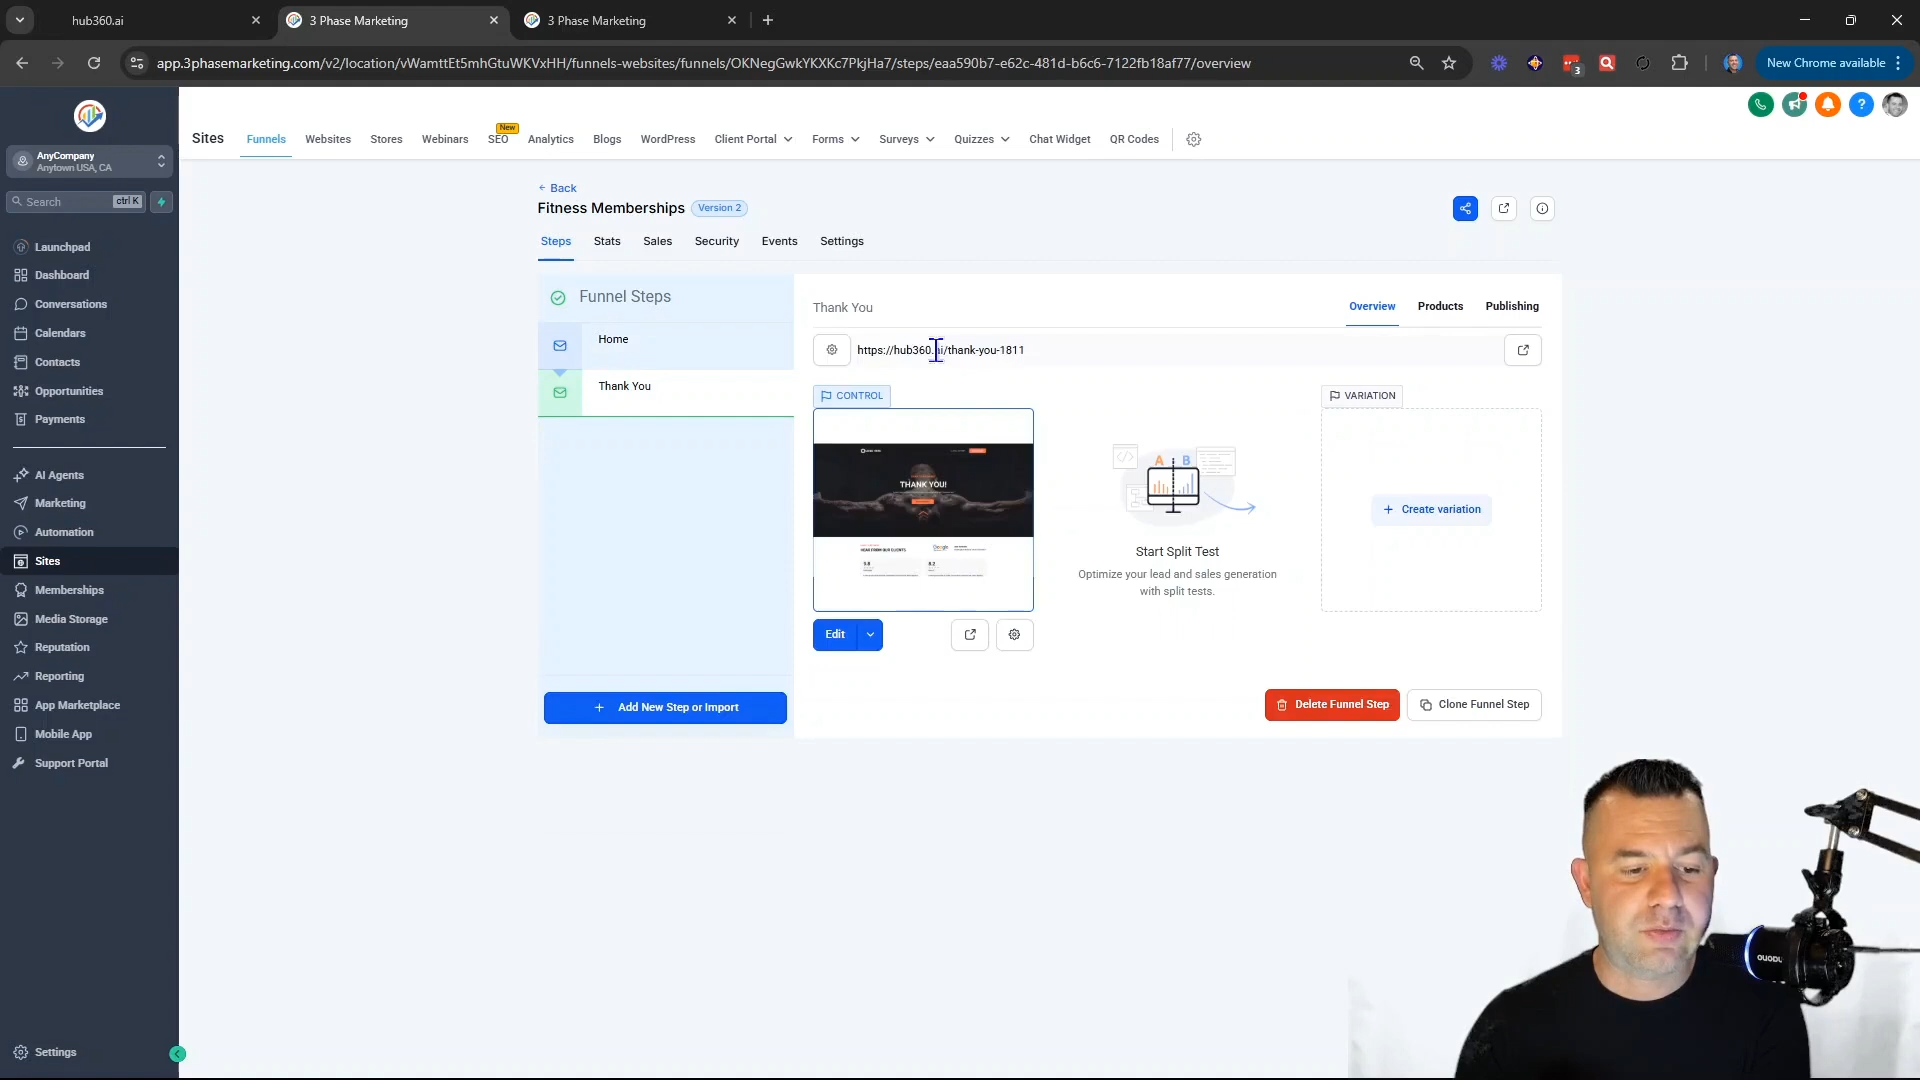 hub360.ai
3 Phase Marketing
3 Phase Marketing
app.3phasemarketing.com/v2/location/vWamttEt5mhGtuWKVxHH/funnels-websites/funnels/OKNegGwkYKXKc7PkjHa7/steps/eaa590b7-e62c-481d-b6c6-7122fb18af77/overview
3
New Chrome available
AnyCompany
Anytown USA, CA
Search
ctrl K
Launchpad
Dashboard
Conversations
Calendars
Contacts
Opportunities
Payments
AI Agents
Marketing
Automation
Sites
Memberships
Media Storage
Reputation
Reporting
App Marketplace
Mobile App
Support Portal
Settings
New
Sites Funnels Websites Stores Webinars SEO Analytics Blogs WordPress Client Portal Forms Surveys Quizzes Chat Widget QR Codes
Back
Fitness Memberships Version 2
Steps Stats Sales Security Events Settings
Funnel Steps
Home
Thank You
+ Add New Step or Import
Thank You
Overview Products Publishing
https://hub360.ai/thank-you-1811
CONTROL
THANK YOU!
HEAR FROM OUR CLIENTS
Google
Edit
A B
Start Split Test
Optimize your lead and sales generation
with split tests.
VARIATION
+ Create variation
Delete Funnel Step
Clone Funnel Step